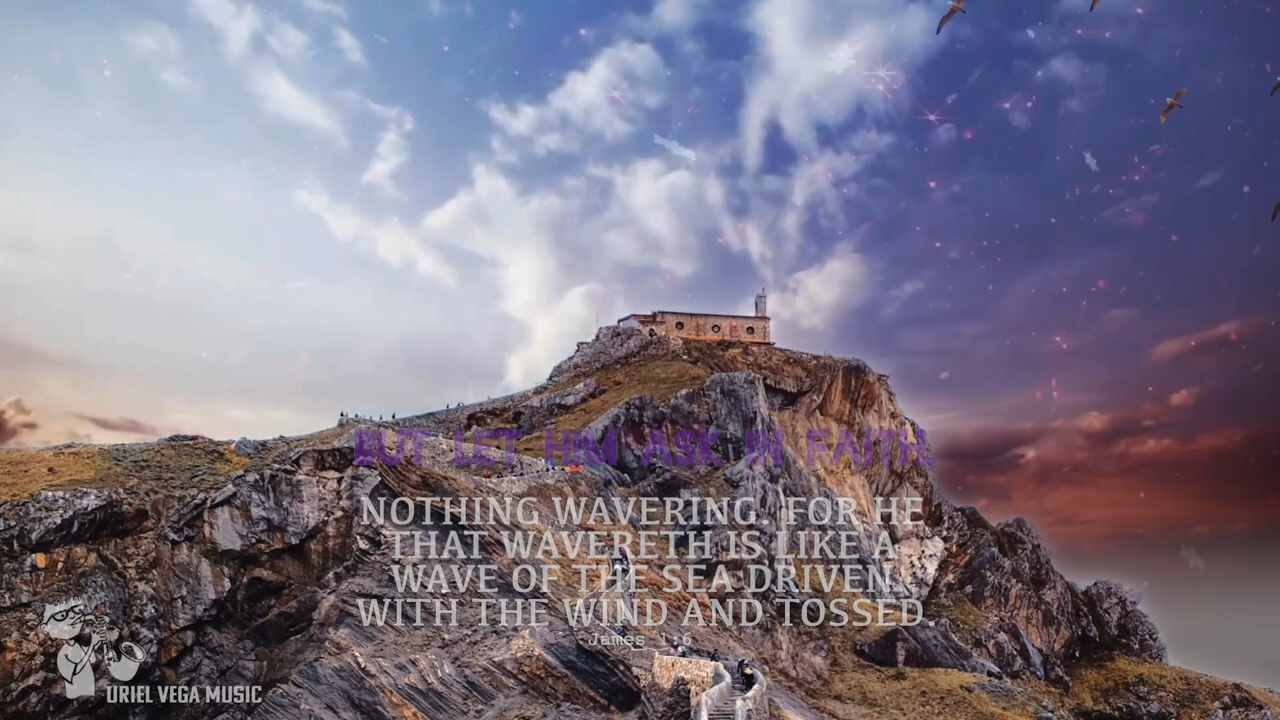 BUT LET HIM ASK IN FAITH,
NOTHING WAVERING. FOR HE
THAT WAVERETH IS LIKE A
WAVE OF THE SEA DRIVEN
WITH THE WIND AND TOSSED.
James 1:6
URIEL VEGA MUSIC